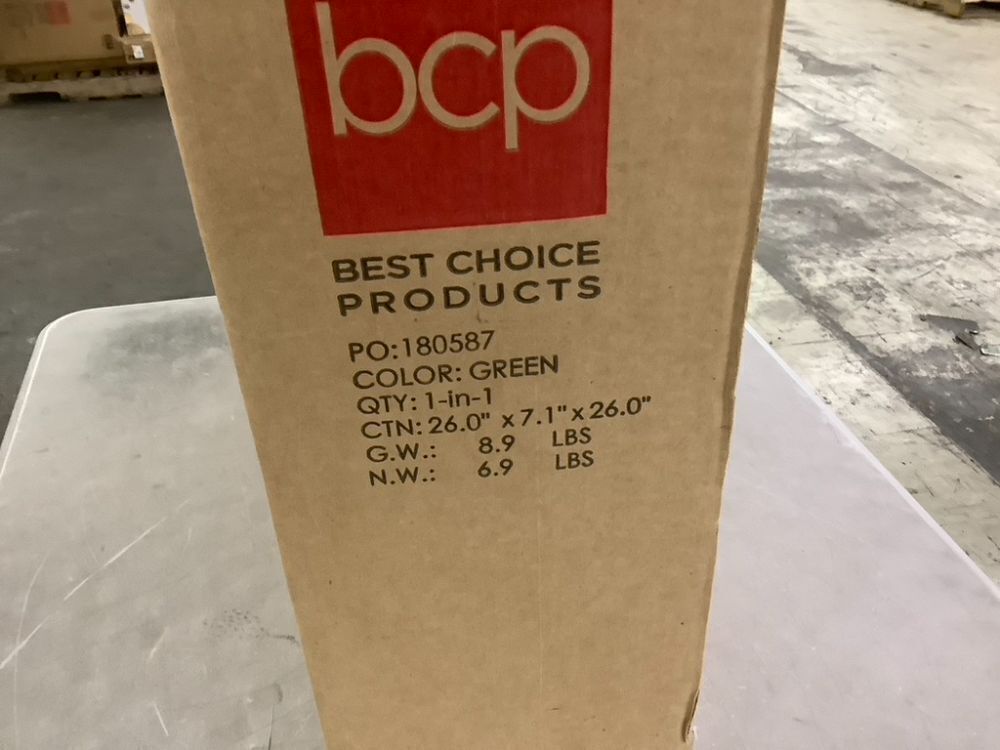 bcp
BEST CHOICE
PRODUCTS
PO:180587
COLOR: GREEN
QTY: 1-in-1
CTN: 26.0" x 7.1" x 26.0"
G.W.: 8.9 LBS
N.W.: 6.9 LBS